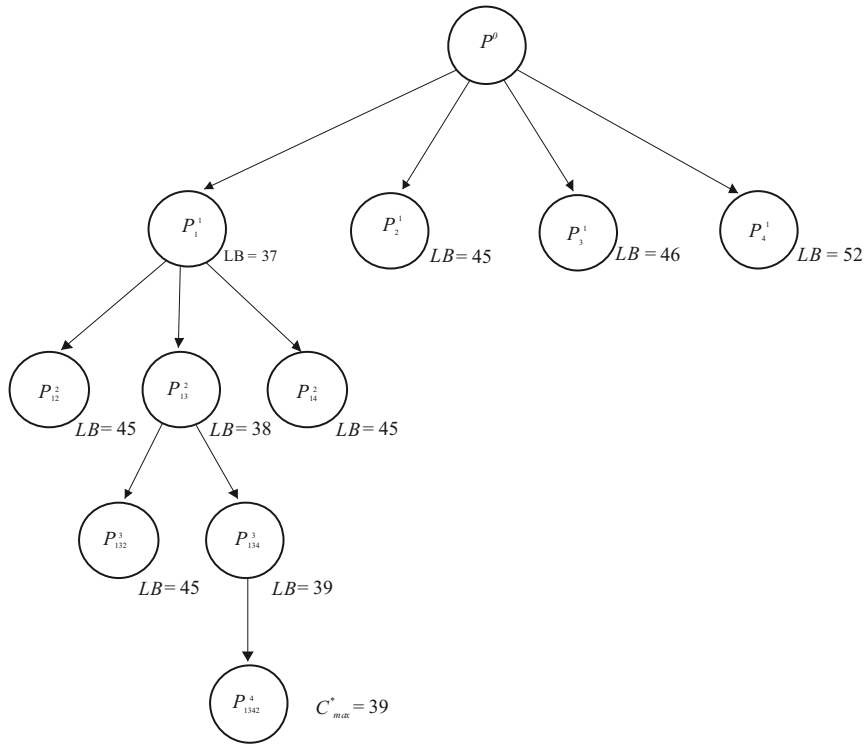 P⁰
P₁¹
LB = 37
P₂¹
LB = 45
P₃¹
LB = 46
P₄¹
LB = 52
P₁₂²
LB = 45
P₁₃²
LB = 38
P₁₄²
LB = 45
P₁₃₂³
LB = 45
P₁₃₄³
LB = 39
P₁₃₄₂⁴
C*max = 39